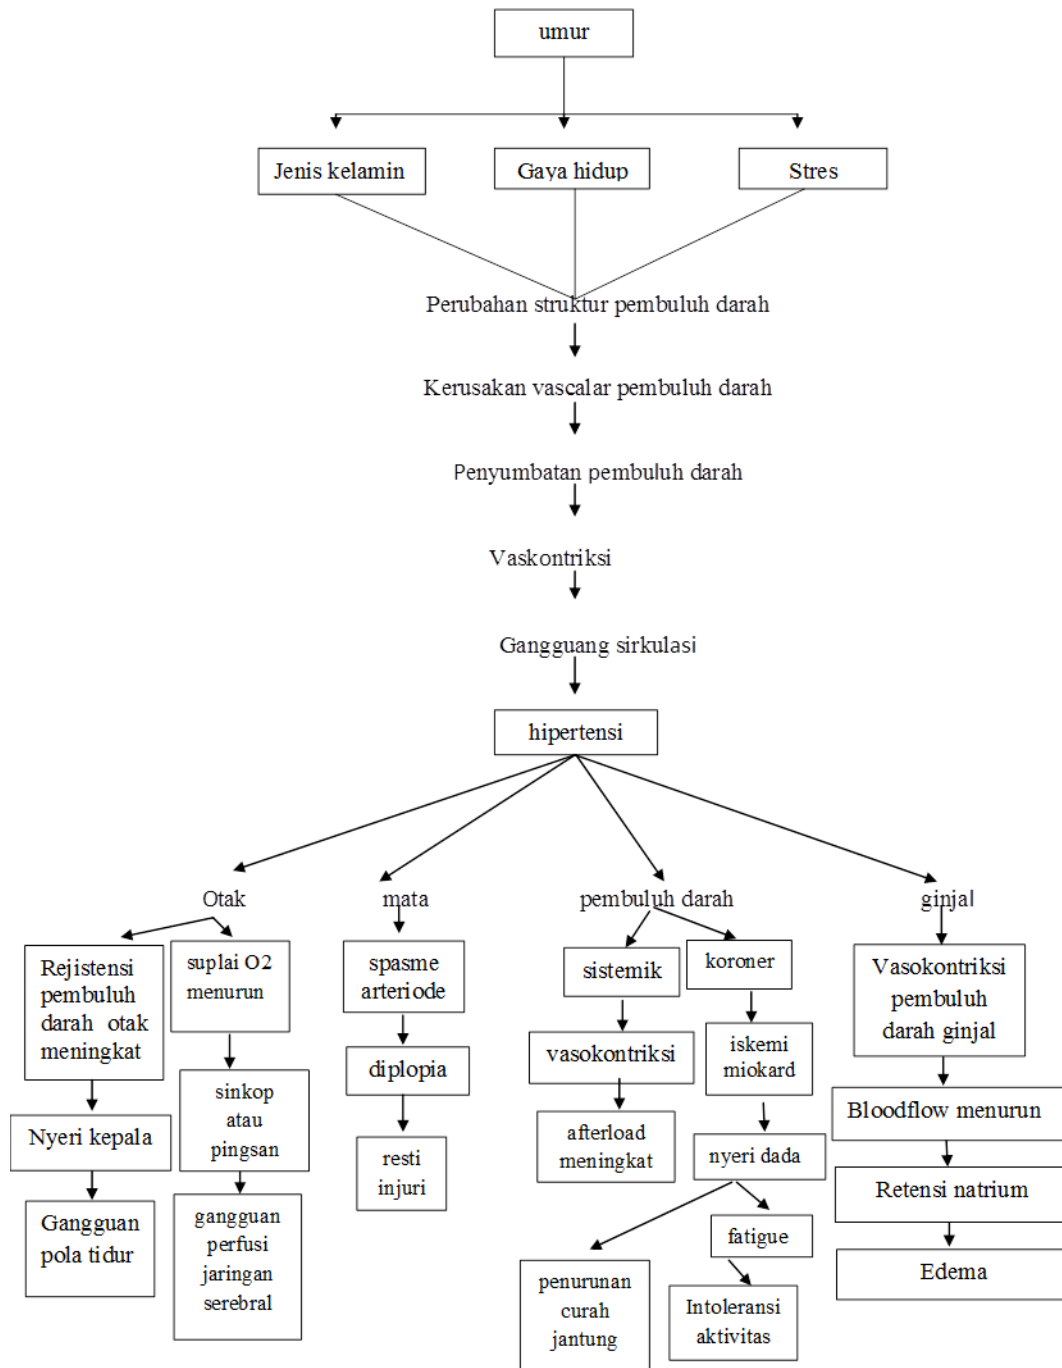 umur
Jenis kelamin
Gaya hidup
Stres
Perubahan struktur pembuluh darah
Kerusakan vascalar pembuluh darah
Penyumbatan pembuluh darah
Vaskontriksi
Gangguang sirkulasi
hipertensi
Otak
mata
pembuluh darah
ginjal
Rejistensi
pembuluh
darah otak
meningkat
suplai O2
menurun
spasme
arteriode
sistemik
koroner
Vasokontriksi
pembuluh
darah ginjal
vasokontriksi
iskemi
miokard
diplopia
sinkop
atau
pingsan
Nyeri kepala
resti
injuri
afterload
meningkat
nyeri dada
Bloodflow menurun
Retensi natrium
Gangguan
pola tidur
gangguan
perfusi
jaringan
serebral
fatigue
penurunan
curah
jantung
Intoleransi
aktivitas
Edema